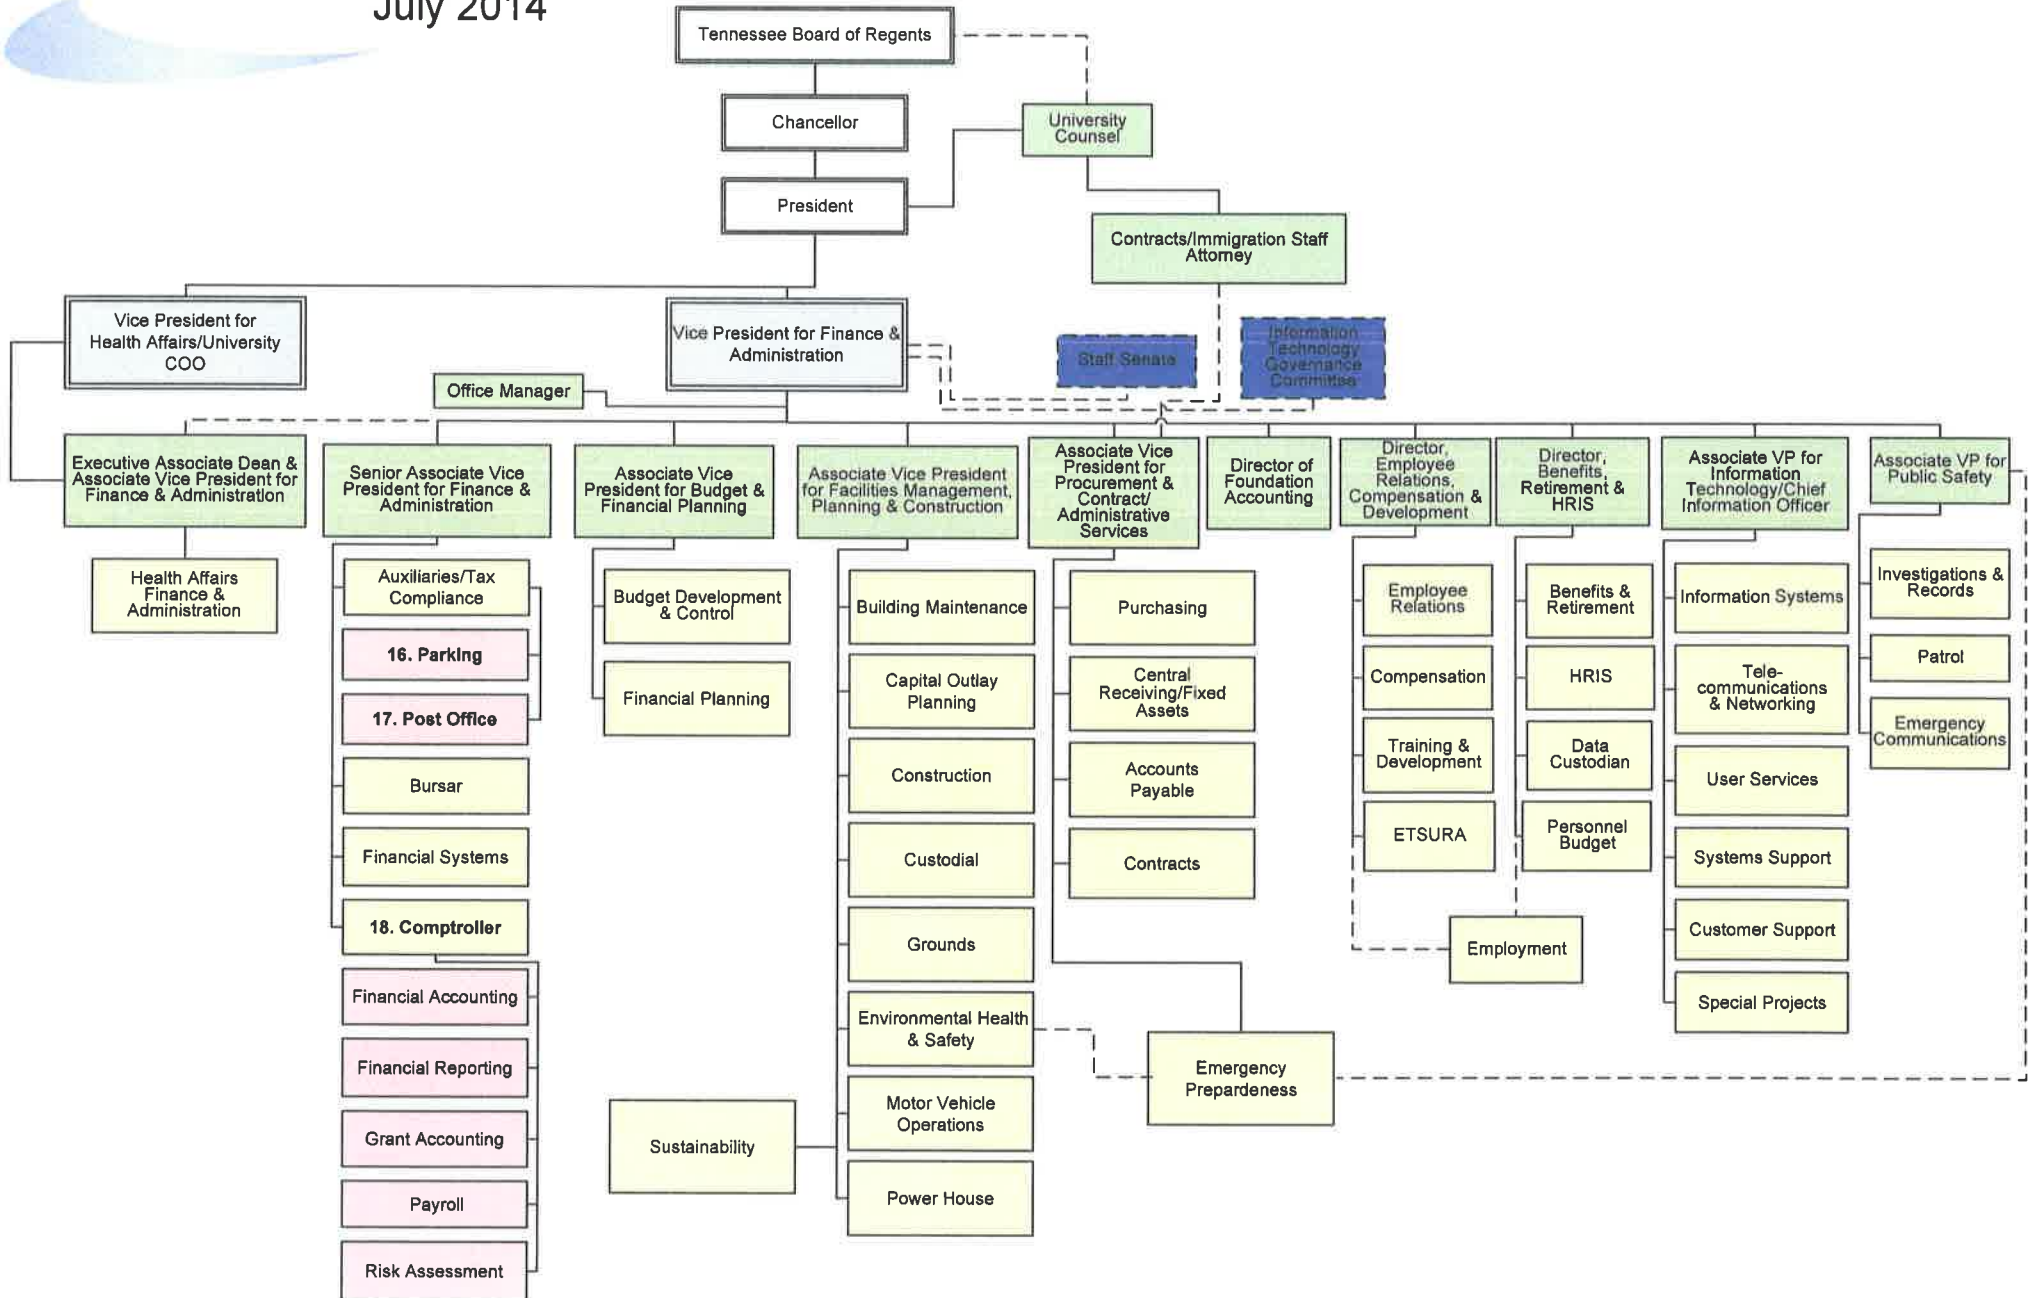 July 2014
Tennessee Board of Regents
Chancellor
University
Counsel
President
Contracts/Immigration Staff
Attorney
Vice President for
Health Affairs/University
COO
Vice President for Finance &
Administration
Staff Senate
Information
Technology
Governance
Committee
Office Manager
Executive Associate Dean &
Associate Vice President for
Finance & Administration
Senior Associate Vice
President for Finance &
Administration
Associate Vice
President for Budget &
Financial Planning
Associate Vice President
for Facilities Management,
Planning & Construction
Associate Vice
President for
Procurement &
Contract/
Administrative
Services
Director of
Foundation
Accounting
Director,
Employee
Relations,
Compensation &
Development
Director,
Benefits,
Retirement &
HRIS
Associate VP for
Information
Technology/Chief
Information Officer
Associate VP for
Public Safety
Health Affairs
Finance &
Administration
Auxiliaries/Tax
Compliance
16. Parking
17. Post Office
Bursar
Financial Systems
18. Comptroller
Financial Accounting
Financial Reporting
Grant Accounting
Payroll
Risk Assessment
Budget Development
& Control
Financial Planning
Building Maintenance
Capital Outlay
Planning
Construction
Custodial
Grounds
Environmental Health
& Safety
Motor Vehicle
Operations
Power House
Sustainability
Purchasing
Central
Receiving/Fixed
Assets
Accounts
Payable
Contracts
Emergency
Prepardeness
Employee
Relations
Compensation
Training &
Development
ETSURA
Benefits &
Retirement
HRIS
Data
Custodian
Personnel
Budget
Employment
Information Systems
Tele-
communications
& Networking
User Services
Systems Support
Customer Support
Special Projects
Investigations &
Records
Patrol
Emergency
Communications